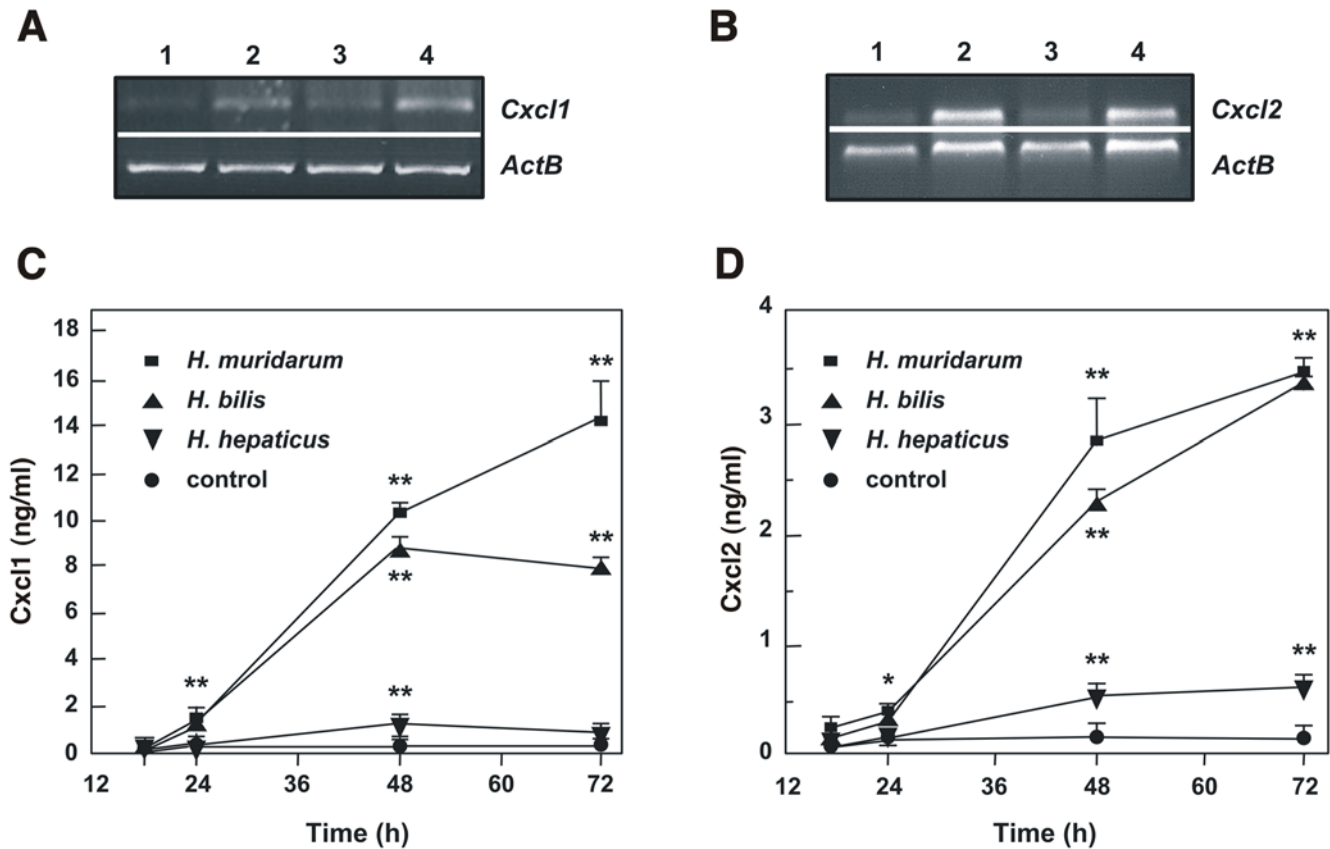 A
1 2 3 4
Cxcl1
ActB
B
1 2 3 4
Cxcl2
ActB
C
Cxcl1 (ng/ml)
18
16
14
12
10
8
6
4
2
0
H. muridarum
H. bilis
H. hepaticus
control
**
**
**
**
**
**
12 24 36 48 60 72
Time (h)
D
Cxcl2 (ng/ml)
4
3
2
1
0
H. muridarum
H. bilis
H. hepaticus
control
*
**
**
**
**
**
12 24 36 48 60 72
Time (h)